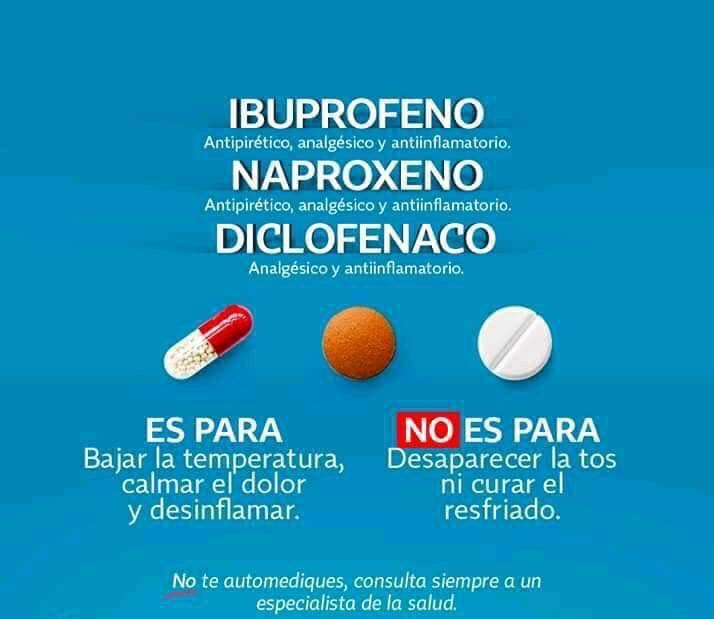 IBUPROFENO
Antipirético, analgésico y antiinflamatorio.
NAPROXENO
Antipirético, analgésico y antiinflamatorio.
DICLOFENACO
Analgésico y antiinflamatorio.
ES PARA
Bajar la temperatura,
calmar el dolor
y desinflamar.
NO ES PARA
Desaparecer la tos
ni curar el
resfriado.
No te automediques, consulta siempre a un
especialista de la salud.